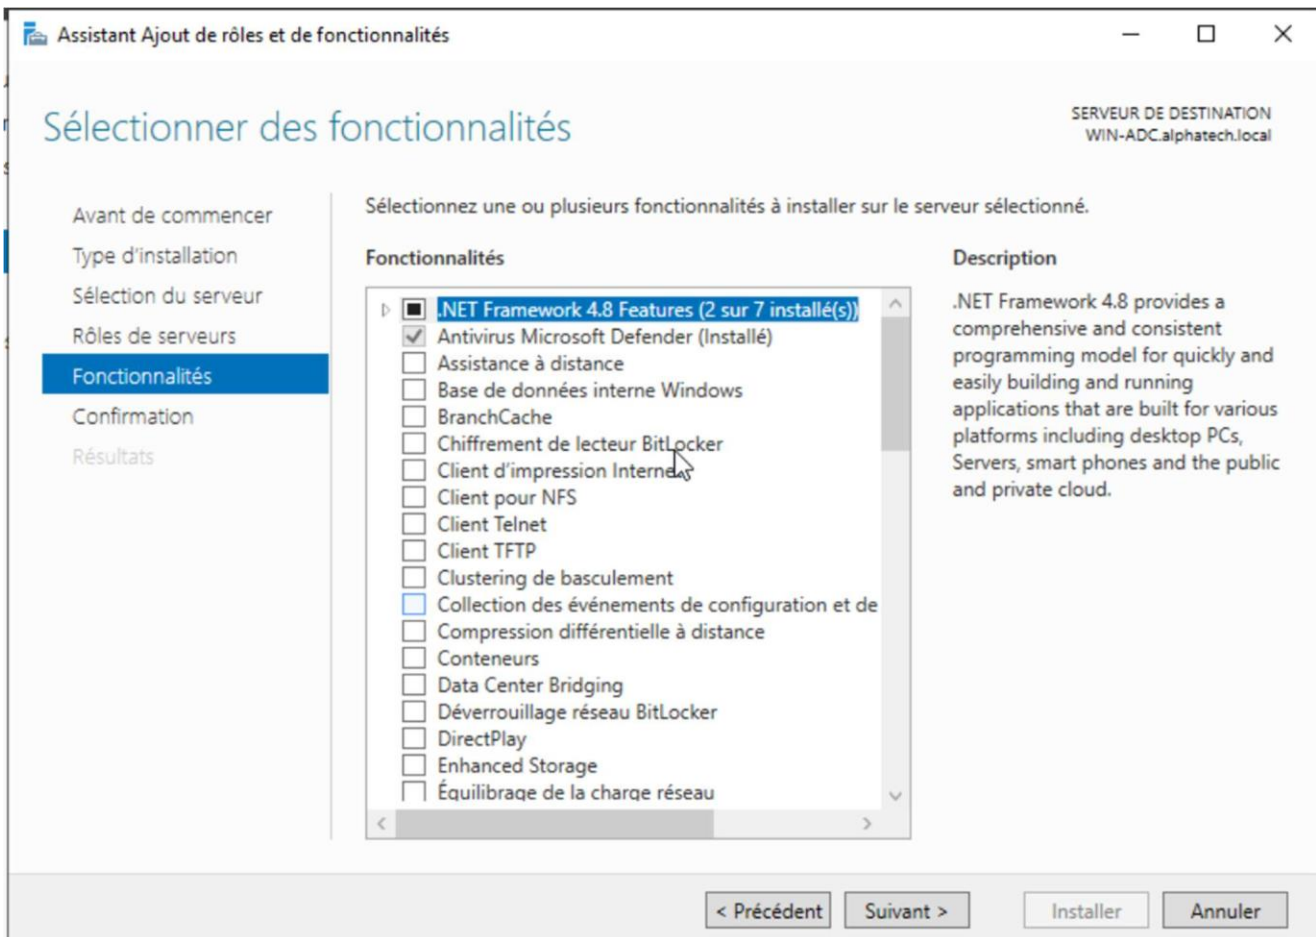 Assistant Ajout de rôles et de fonctionnalités
Sélectionner des fonctionnalités
SERVEUR DE DESTINATION
WIN-ADC.alphatech.local
Avant de commencer
Type d'installation
Sélection du serveur
Rôles de serveurs
Fonctionnalités
Confirmation
Résultats
Sélectionnez une ou plusieurs fonctionnalités à installer sur le serveur sélectionné.
Fonctionnalités
.NET Framework 4.8 Features (2 sur 7 installé(s))
Antivirus Microsoft Defender (Installé)
Assistance à distance
Base de données interne Windows
BranchCache
Chiffrement de lecteur BitLocker
Client d'impression Internet
Client pour NFS
Client Telnet
Client TFTP
Clustering de basculement
Collection des événements de configuration et de
Compression différentielle à distance
Conteneurs
Data Center Bridging
Déverrouillage réseau BitLocker
DirectPlay
Enhanced Storage
Équilibrage de la charge réseau
Description
.NET Framework 4.8 provides a
comprehensive and consistent
programming model for quickly and
easily building and running
applications that are built for various
platforms including desktop PCs,
Servers, smart phones and the public
and private cloud.
< Précédent
Suivant >
Installer
Annuler